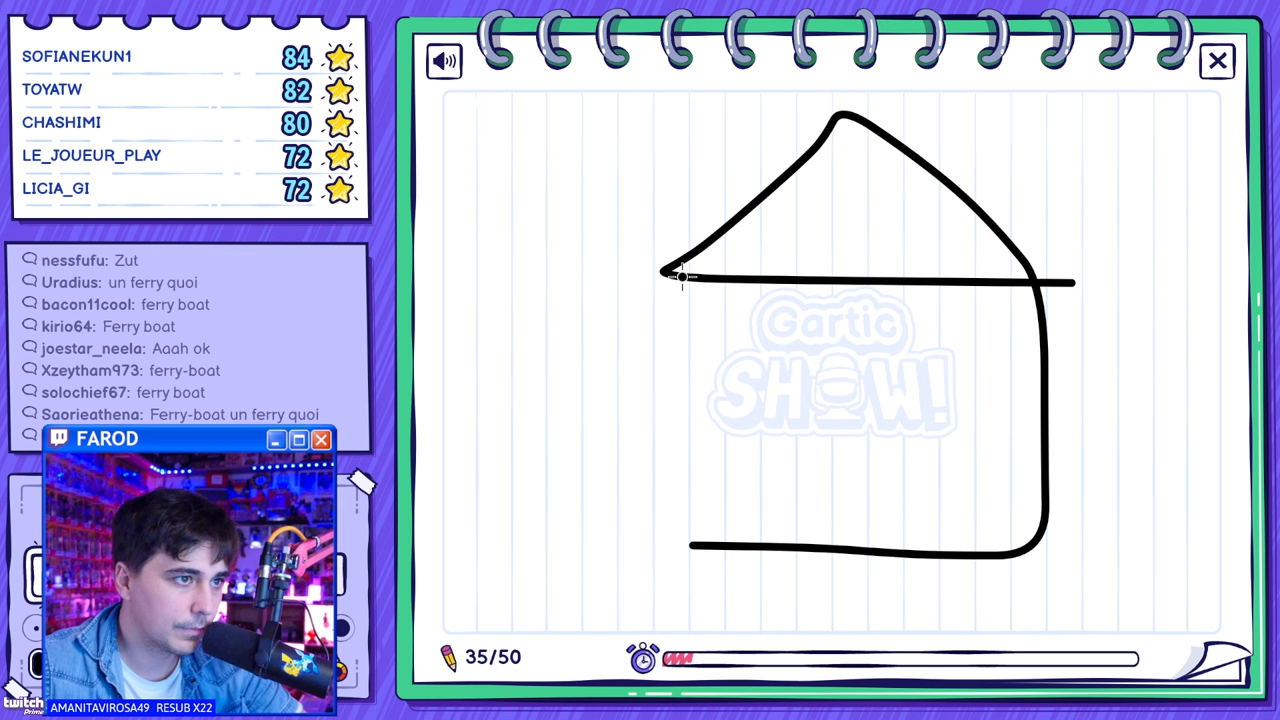 SOFIANEKUN1 84
TOYATW 82
CHASHIMI 80
LE_JOUEUR_PLAY 72
LICIA_GI 72
nessfufu: Zut
Uradius: un ferry quoi
bacon11cool: ferry boat
kirio64: Ferry boat
joestar_neela: Aaah ok
Xzeytham973: ferry-boat
solochief67: ferry boat
Saorieathena: Ferry-boat un ferry quoi
FAROD
Gartic
SHOW!
35/50
twitch
Prime
AMANITAVIROSA49 RESUB X22